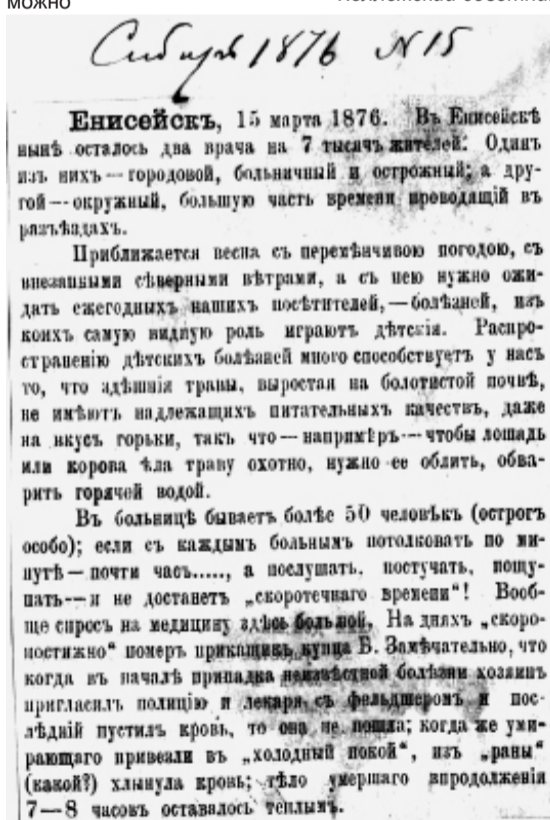 можно
Сибирь 1876 N 15
Енисейскъ, 15 марта 1876. Въ Енисейскѣ
нынѣ осталось два врача на 7 тысячъ жителей. Одинъ
изъ нихъ — городовой, больничный и острожный; а дру-
гой — окружный, большую часть времени проводящій въ
разъѣздахъ.
Приближается весна съ перемѣнчивою погодою, съ
внезапными сѣверными вѣтрами, а съ нею нужно ожи-
дать ежегодныхъ нашихъ посѣтителей, — болѣзней, изъ
коихъ самую видную роль играютъ дѣтскія. Распро-
страненію дѣтскихъ болѣзней много способствуетъ у насъ
то, что здѣшнія травы, выростая на болотистой почвѣ,
не имѣютъ надлежащихъ питательныхъ качествъ, даже
на вкусъ горьки, такъ что — напримѣръ — чтобы лошадь
или корова ѣла траву охотно, нужно ее облить, обва-
рить горячей водой.
Въ больницѣ бываетъ болѣе 50 человѣкъ (острогъ
особо); если съ каждымъ больнымъ потолковать по ми-
нутѣ — почти часъ....., а послушать, постучать, пощу-
пать — и не достанетъ „скоротечнаго времени“! Вооб-
ще спросъ на медицину здѣсь большой. На дняхъ „скоро-
постижно“ померъ прикащикъ купца В. Замѣчательно, что
когда въ началѣ припадка неизвѣстной болѣзни хозяинъ
пригласилъ полицію и лекаря съ фельдшеромъ и пос-
лѣдній пустилъ кровь, то она не пошла; когда же уми-
рающаго привезли въ „холодный покой“, изъ „раны“
(какой?) хлынула кровь; тѣло умершаго впродолженія
7—8 часовъ оставалось теплымъ.